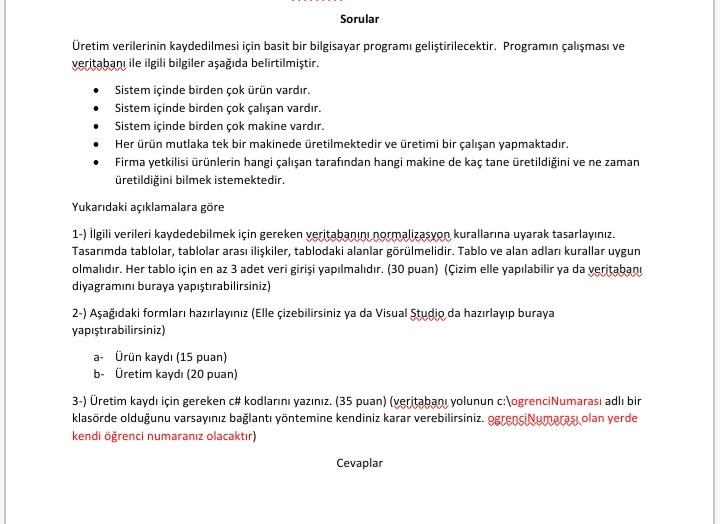 Sorular
Üretim verilerinin kaydedilmesi için basit bir bilgisayar programı geliştirilecektir. Programın çalışması ve
veritabanı ile ilgili bilgiler aşağıda belirtilmiştir.
• Sistem içinde birden çok ürün vardır.
• Sistem içinde birden çok çalışan vardır.
• Sistem içinde birden çok makine vardır.
• Her ürün mutlaka tek bir makinede üretilmektedir ve üretimi bir çalışan yapmaktadır.
• Firma yetkilisi ürünlerin hangi çalışan tarafından hangi makine de kaç tane üretildiğini ve ne zaman
üretildiğini bilmek istemektedir.
Yukarıdaki açıklamalara göre
1-) İlgili verileri kaydedebilmek için gereken veritabanını normalizasyon kurallarına uyarak tasarlayınız.
Tasarımda tablolar, tablolar arası ilişkiler, tablodaki alanlar görülmelidir. Tablo ve alan adları kurallar uygun
olmalıdır. Her tablo için en az 3 adet veri girişi yapılmalıdır. (30 puan) (Çizim elle yapılabilir ya da veritabanı
diyagramını buraya yapıştırabilirsiniz)
2-) Aşağıdaki formları hazırlayınız (Elle çizebilirsiniz ya da Visual Studio da hazırlayıp buraya
yapıştırabilirsiniz)
a- Ürün kaydı (15 puan)
b- Üretim kaydı (20 puan)
3-) Üretim kaydı için gereken c# kodlarını yazınız. (35 puan) (veritabanı yolunun c:\ogrenciNumarası adlı bir
klasörde olduğunu varsayınız bağlantı yöntemine kendiniz karar verebilirsiniz. ogrenciNumarası olan yerde
kendi öğrenci numaranız olacaktır)
Cevaplar